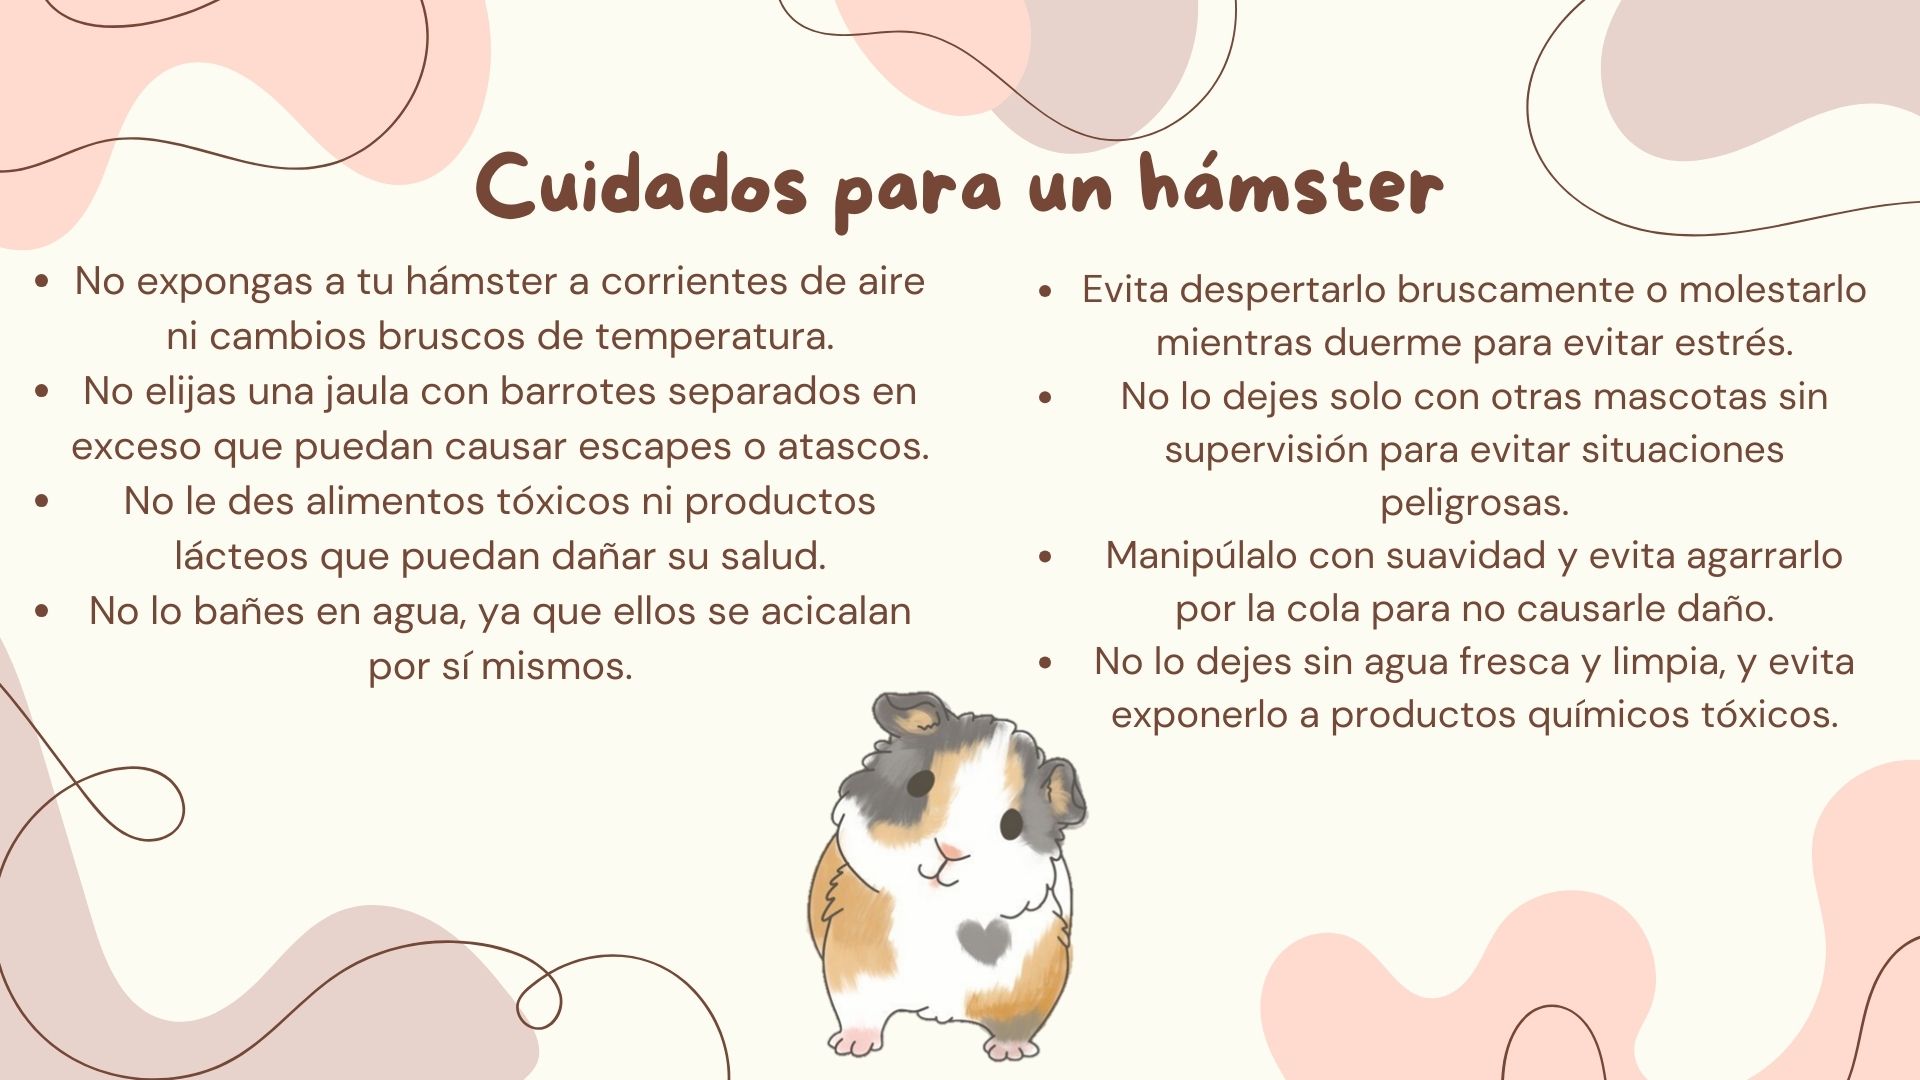 Cuidados para un hámster
• No expongas a tu hámster a corrientes de aire
ni cambios bruscos de temperatura.
• No elijas una jaula con barrotes separados en
exceso que puedan causar escapes o atascos.
• No le des alimentos tóxicos ni productos
lácteos que puedan dañar su salud.
• No lo bañes en agua, ya que ellos se acicalan
por sí mismos.
• Evita despertarlo bruscamente o molestarlo
mientras duerme para evitar estrés.
• No lo dejes solo con otras mascotas sin
supervisión para evitar situaciones
peligrosas.
• Manipúlalo con suavidad y evita agarrarlo
por la cola para no causarle daño.
• No lo dejes sin agua fresca y limpia, y evita
exponerlo a productos químicos tóxicos.